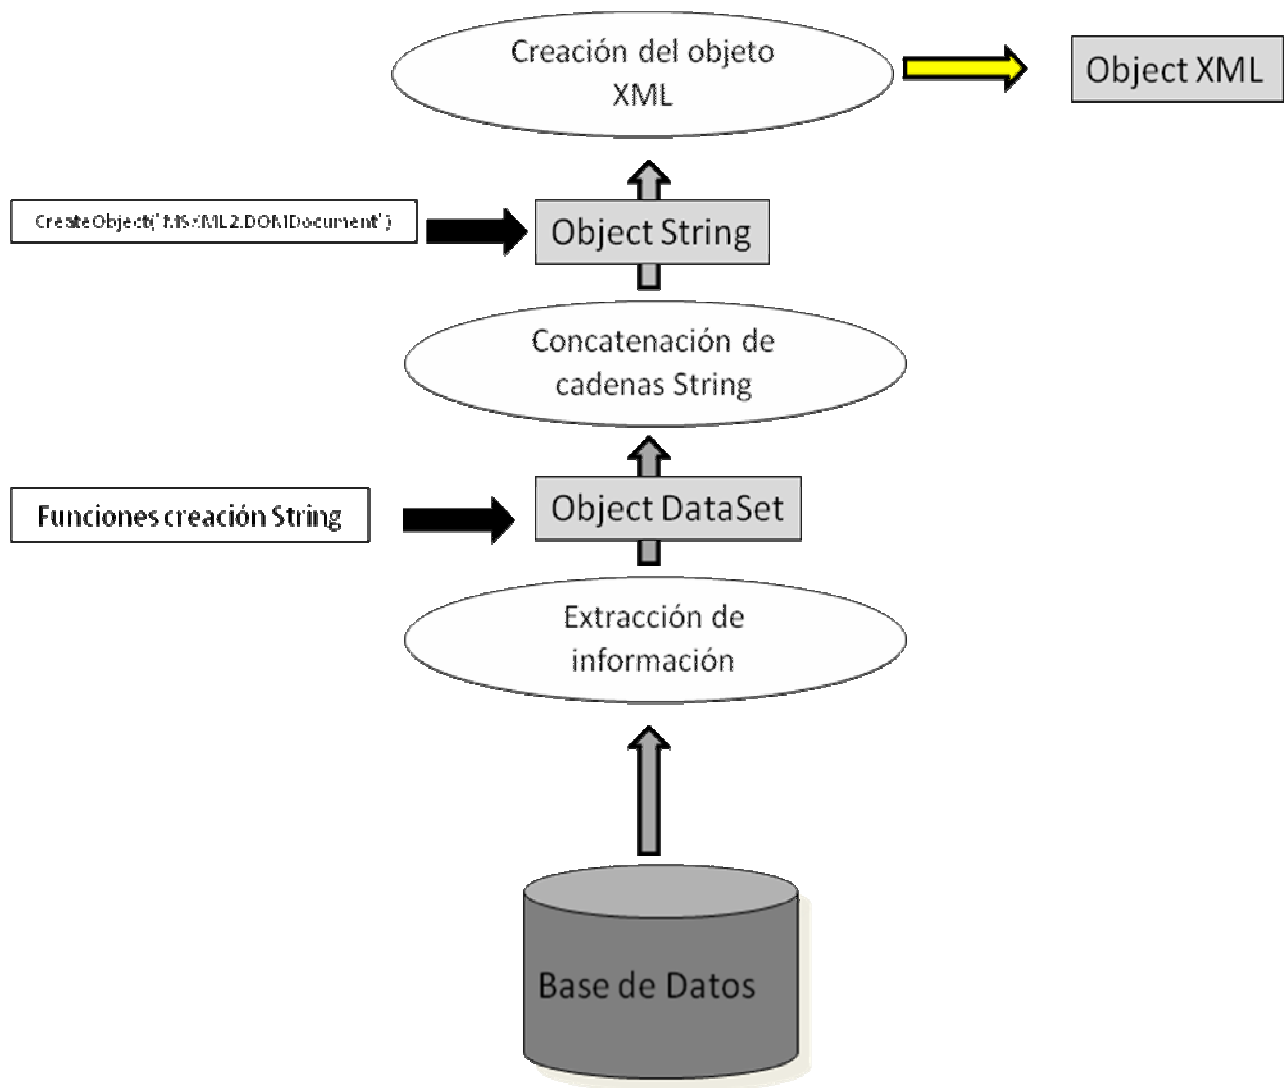 Creación del objeto
XML
Object XML
CreateObject("MSXML2.DOMDocument")
Object String
Concatenación de
cadenas String
Funciones creación String
Object DataSet
Extracción de
información
Base de Datos